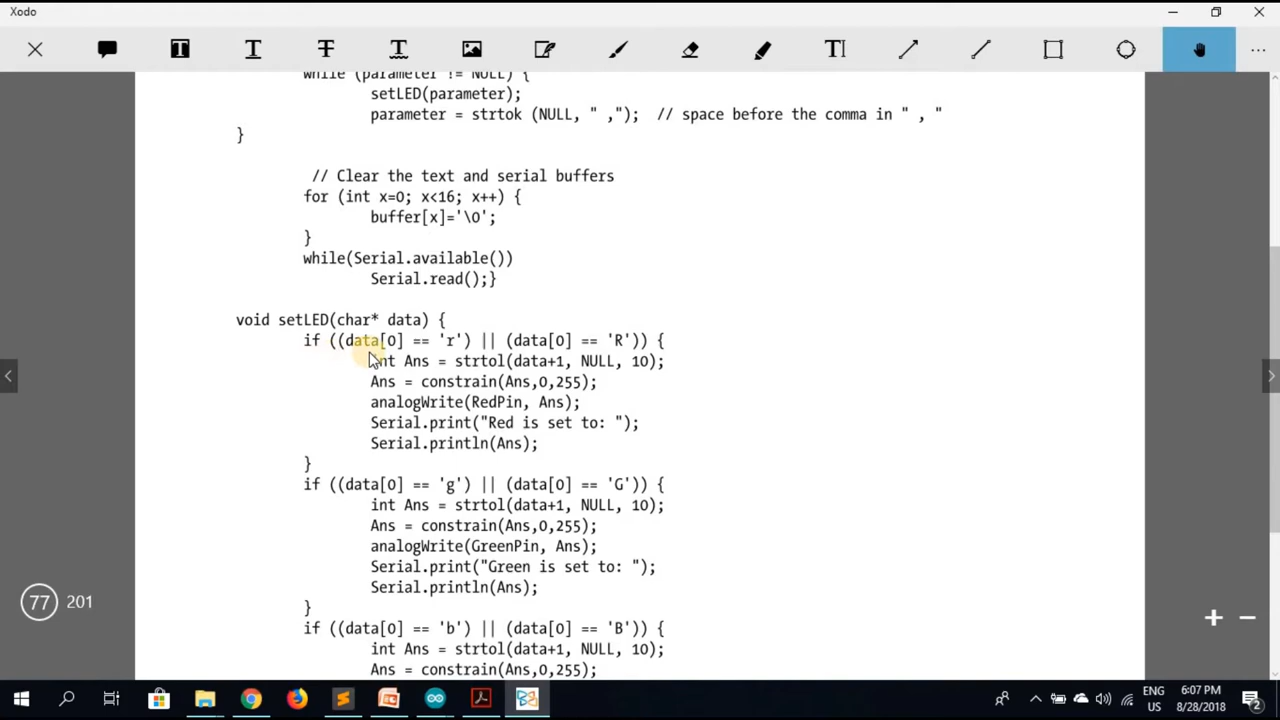 Xodo
while (parameter != NULL) {
setLED(parameter);
parameter = strtok (NULL, " ,");  // space before the comma in " , "
}
// Clear the text and serial buffers
for (int x=0; x<16; x++) {
buffer[x]='\0';
}
while(Serial.available())
Serial.read();}
void setLED(char* data) {
if ((data[0] == 'r') || (data[0] == 'R')) {
int Ans = strtol(data+1, NULL, 10);
Ans = constrain(Ans,0,255);
analogWrite(RedPin, Ans);
Serial.print("Red is set to: ");
Serial.println(Ans);
}
if ((data[0] == 'g') || (data[0] == 'G')) {
int Ans = strtol(data+1, NULL, 10);
Ans = constrain(Ans,0,255);
analogWrite(GreenPin, Ans);
Serial.print("Green is set to: ");
Serial.println(Ans);
}
if ((data[0] == 'b') || (data[0] == 'B')) {
int Ans = strtol(data+1, NULL, 10);
Ans = constrain(Ans,0,255);
77 201
ENG
US
6:07 PM
8/28/2018
2